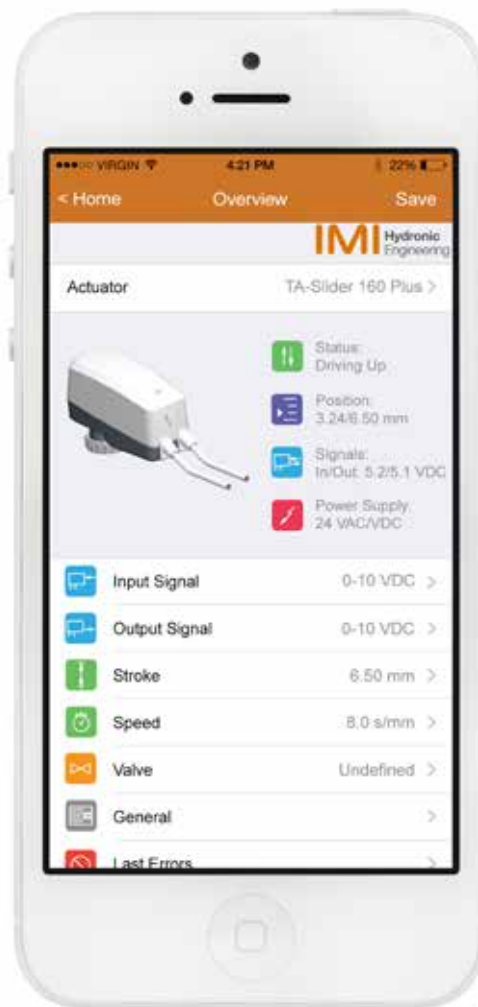 VIRGIN 4:21 PM 22%
< Home Overview Save
IMI Hydronic
Engineering
Actuator TA-Slider 160 Plus >
Status:
Driving Up
Position:
3.24/6.50 mm
Signals:
In/Out: 5.2/5.1 VDC
Power Supply:
24 VAC/VDC
Input Signal 0-10 VDC >
Output Signal 0-10 VDC >
Stroke 6.50 mm >
Speed 8.0 s/mm >
Valve Undefined >
General >
Last Errors >